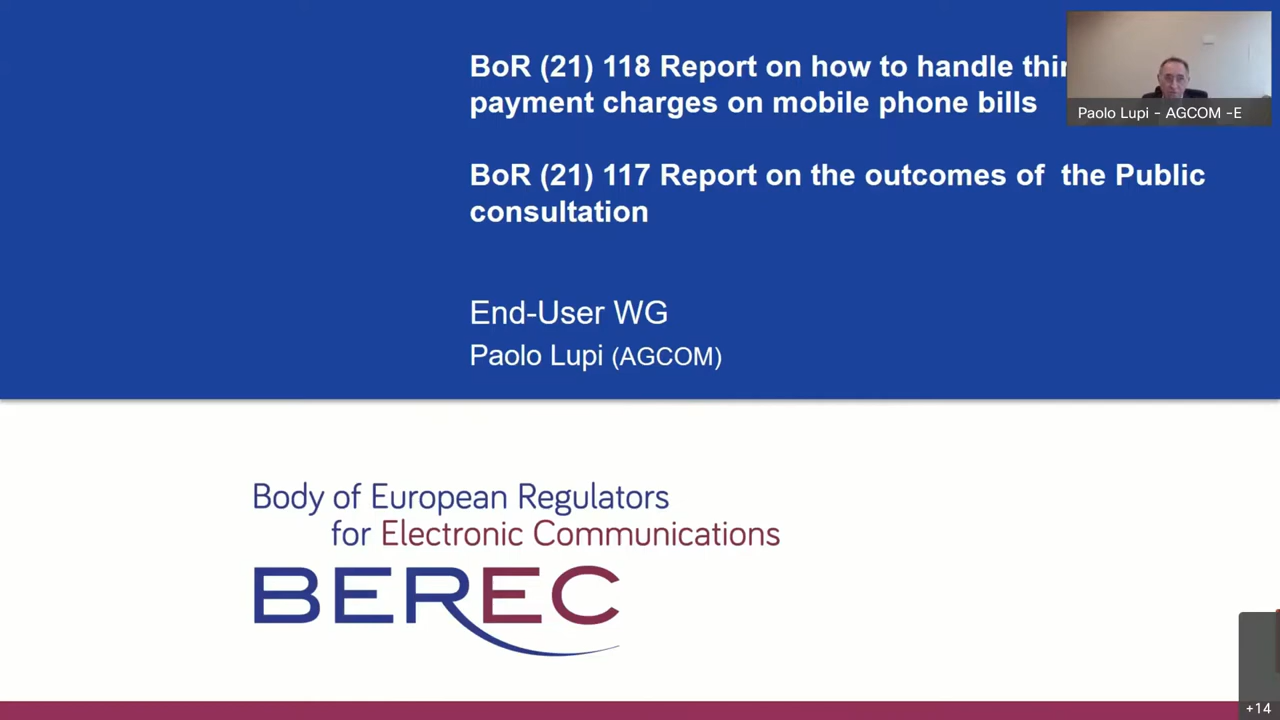 BoR (21) 118 Report on how to handle
payment charges on mobile phone bills
Paolo Lupi - AGCOM -E
BoR (21) 117 Report on the outcomes of the Public
consultation
End-User WG
Paolo Lupi (AGCOM)
Body of European Regulators
for Electronic Communications
BEREC
+14